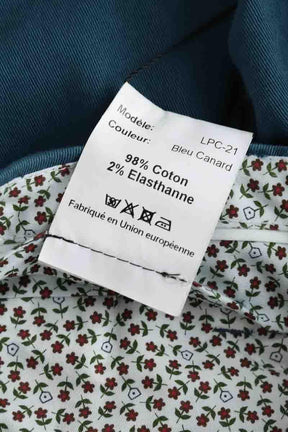 Modèle: LPC-21
Couleur: Bleu Canard
98% Coton
2% Elasthanne
Fabriqué en Union européenne